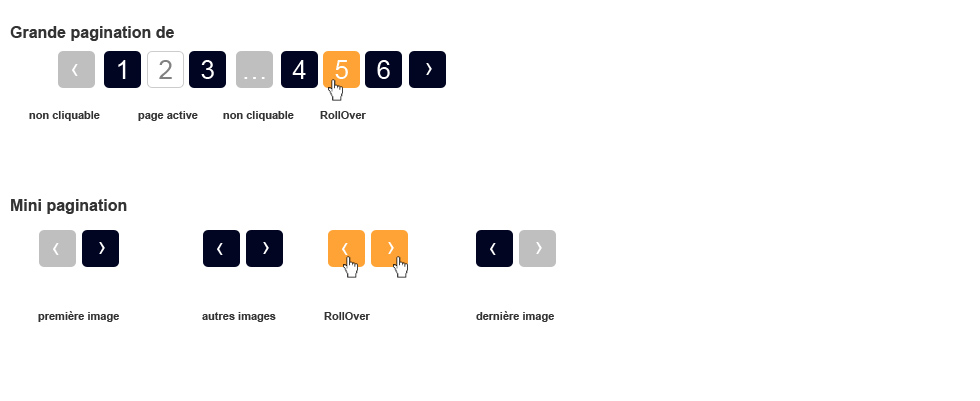 Grande pagination de
‹ 1 2 3 ... 4 5 6 ›
non cliquable page active non cliquable RollOver
Mini pagination
‹ › ‹ › ‹ › ‹ ›
première image autres images RollOver dernière image